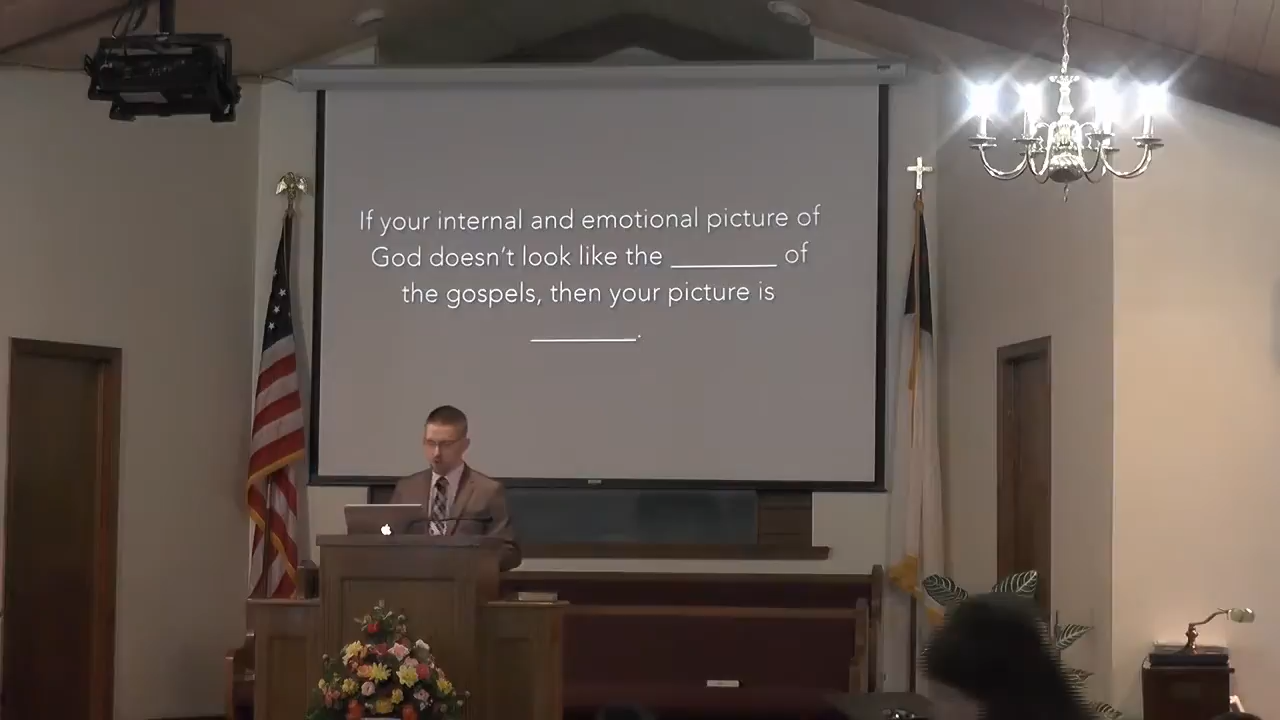 If your internal and emotional picture of
God doesn't look like the ________ of
the gospels, then your picture is
________.